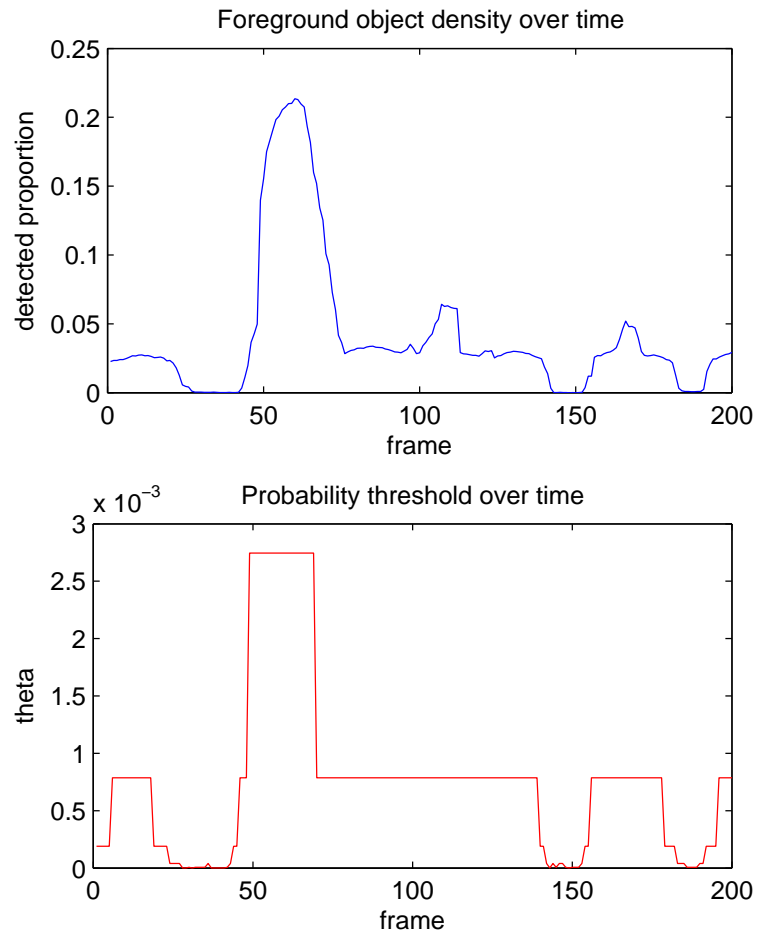 Foreground object density over time
0.25
0.2
0.15
0.1
0.05
0
detected proportion
0 50 100 150 200
frame
x 10−3
Probability threshold over time
3
2.5
2
1.5
1
0.5
0
theta
0 50 100 150 200
frame